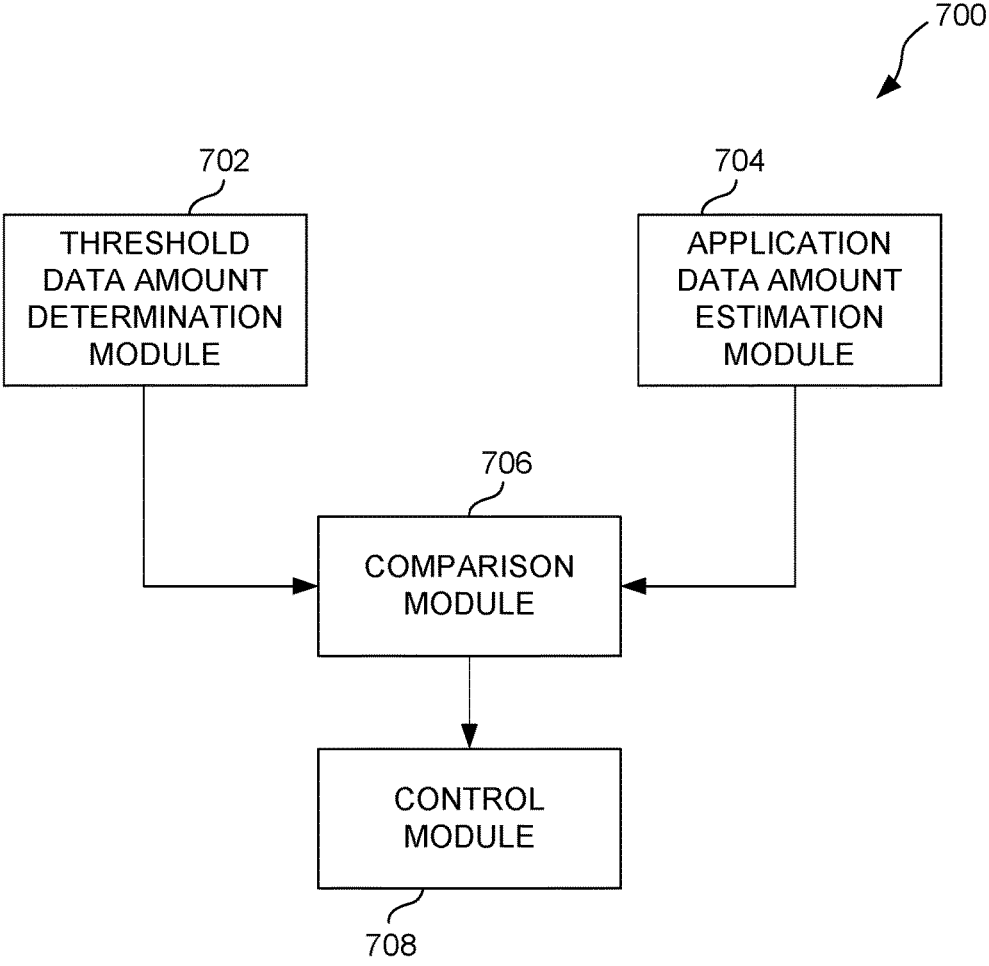 700
702
704
THRESHOLD
DATA AMOUNT
DETERMINATION
MODULE
APPLICATION
DATA AMOUNT
ESTIMATION
MODULE
706
COMPARISON
MODULE
CONTROL
MODULE
708